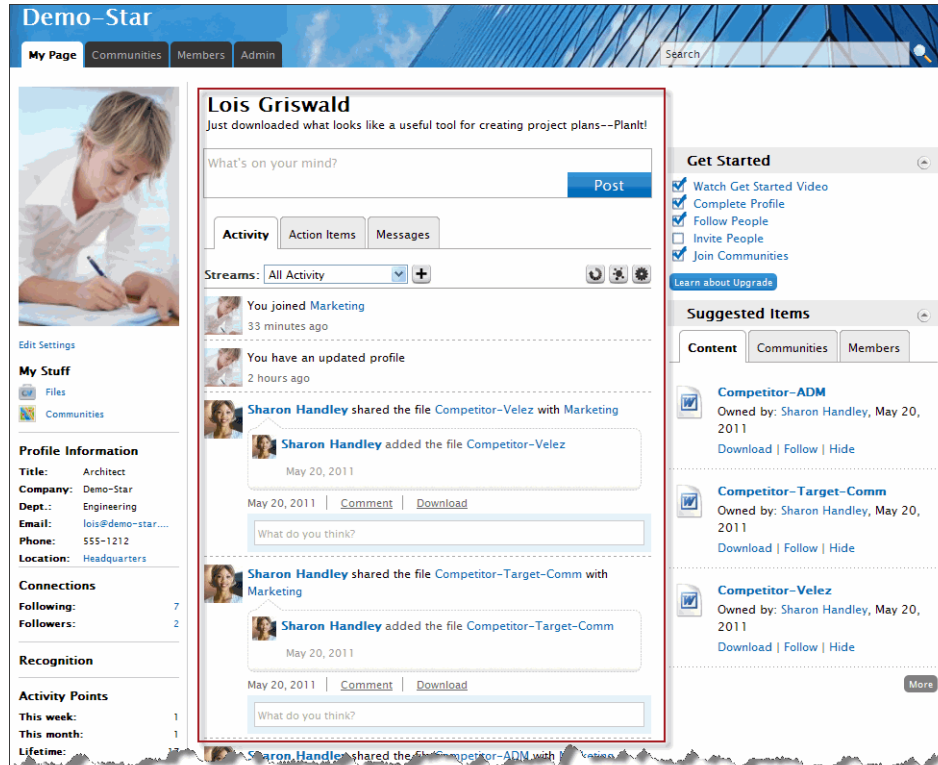 Demo-Star
My Page
Communities
Members
Admin
Search
Edit Settings
My Stuff
Files
Communities
Profile Information
Title: Architect
Company: Demo-Star
Dept.: Engineering
Email: lois@demo-star....
Phone: 555-1212
Location: Headquarters
Connections
Following: 7
Followers: 2
Recognition
Activity Points
This week: 1
This month: 1
Lifetime: 17
Lois Griswald
Just downloaded what looks like a useful tool for creating project plans--PlanIt!
What's on your mind?
Post
Activity
Action Items
Messages
Streams: All Activity
You joined Marketing
33 minutes ago
You have an updated profile
2 hours ago
Sharon Handley shared the file Competitor-Velez with Marketing
Sharon Handley added the file Competitor-Velez
May 20, 2011
May 20, 2011 | Comment | Download
What do you think?
Sharon Handley shared the file Competitor-Target-Comm with
Marketing
Sharon Handley added the file Competitor-Target-Comm
May 20, 2011
May 20, 2011 | Comment | Download
What do you think?
Sharon Handley shared the file Competitor-ADM with Marketing
Get Started
Watch Get Started Video
Complete Profile
Follow People
Invite People
Join Communities
Learn about Upgrade
Suggested Items
Content
Communities
Members
Competitor-ADM
Owned by: Sharon Handley, May 20,
2011
Download | Follow | Hide
Competitor-Target-Comm
Owned by: Sharon Handley, May 20,
2011
Download | Follow | Hide
Competitor-Velez
Owned by: Sharon Handley, May 20,
2011
Download | Follow | Hide
More